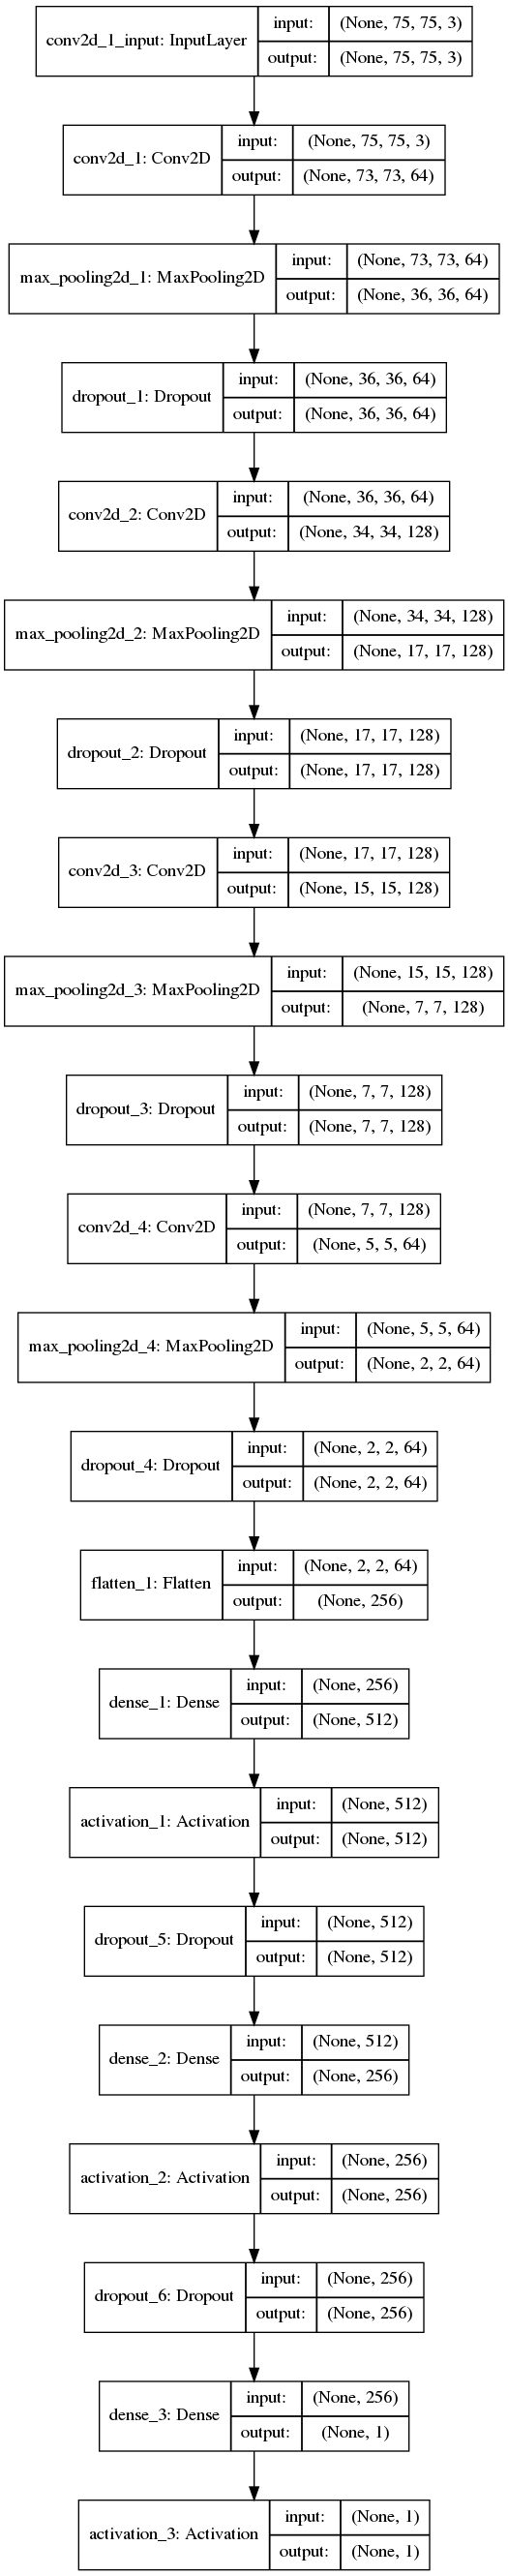 conv2d_1_input: InputLayer
input: (None, 75, 75, 3)
output: (None, 75, 75, 3)
conv2d_1: Conv2D
input: (None, 75, 75, 3)
output: (None, 73, 73, 64)
max_pooling2d_1: MaxPooling2D
input: (None, 73, 73, 64)
output: (None, 36, 36, 64)
dropout_1: Dropout
input: (None, 36, 36, 64)
output: (None, 36, 36, 64)
conv2d_2: Conv2D
input: (None, 36, 36, 64)
output: (None, 34, 34, 128)
max_pooling2d_2: MaxPooling2D
input: (None, 34, 34, 128)
output: (None, 17, 17, 128)
dropout_2: Dropout
input: (None, 17, 17, 128)
output: (None, 17, 17, 128)
conv2d_3: Conv2D
input: (None, 17, 17, 128)
output: (None, 15, 15, 128)
max_pooling2d_3: MaxPooling2D
input: (None, 15, 15, 128)
output: (None, 7, 7, 128)
dropout_3: Dropout
input: (None, 7, 7, 128)
output: (None, 7, 7, 128)
conv2d_4: Conv2D
input: (None, 7, 7, 128)
output: (None, 5, 5, 64)
max_pooling2d_4: MaxPooling2D
input: (None, 5, 5, 64)
output: (None, 2, 2, 64)
dropout_4: Dropout
input: (None, 2, 2, 64)
output: (None, 2, 2, 64)
flatten_1: Flatten
input: (None, 2, 2, 64)
output: (None, 256)
dense_1: Dense
input: (None, 256)
output: (None, 512)
activation_1: Activation
input: (None, 512)
output: (None, 512)
dropout_5: Dropout
input: (None, 512)
output: (None, 512)
dense_2: Dense
input: (None, 512)
output: (None, 256)
activation_2: Activation
input: (None, 256)
output: (None, 256)
dropout_6: Dropout
input: (None, 256)
output: (None, 256)
dense_3: Dense
input: (None, 256)
output: (None, 1)
activation_3: Activation
input: (None, 1)
output: (None, 1)